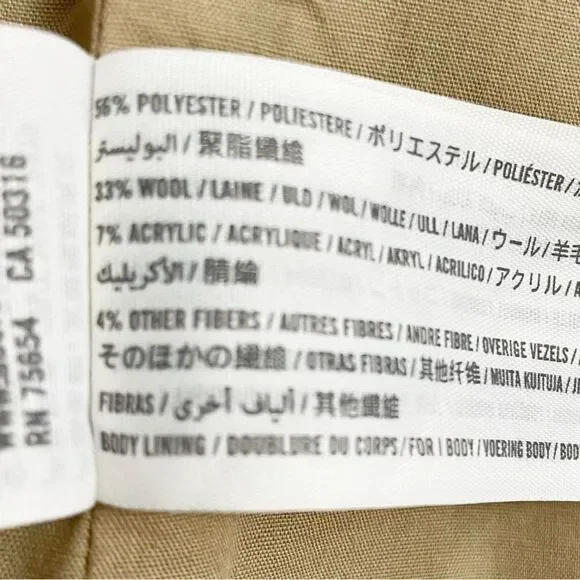 56% POLYESTER / POLIESTERE / ポリエステル / POLIÉSTER /
البوليستر / 聚脂纖維
33% WOOL / LAINE / ULD / WOL / WOLLE / ULL / LANA / ウール / 羊毛
7% ACRYLIC / ACRYLIQUE / ACRYL / AKRYL / ACRILICO / アクリル /
الأكريليك / 腈綸
4% OTHER FIBERS / AUTRES FIBRES / ANDRE FIBRE / OVERIGE VEZELS /
そのほかの繊維 / OTRAS FIBRAS / 其他纤维 / MUITA KUITUJA /
FIBRAS / ألياف أخرى / 其他纖維
BODY LINING / DOUBLURE DU CORPS / FOR I BODY / VOERING BODY / BOD
RN 75654 CA 50316